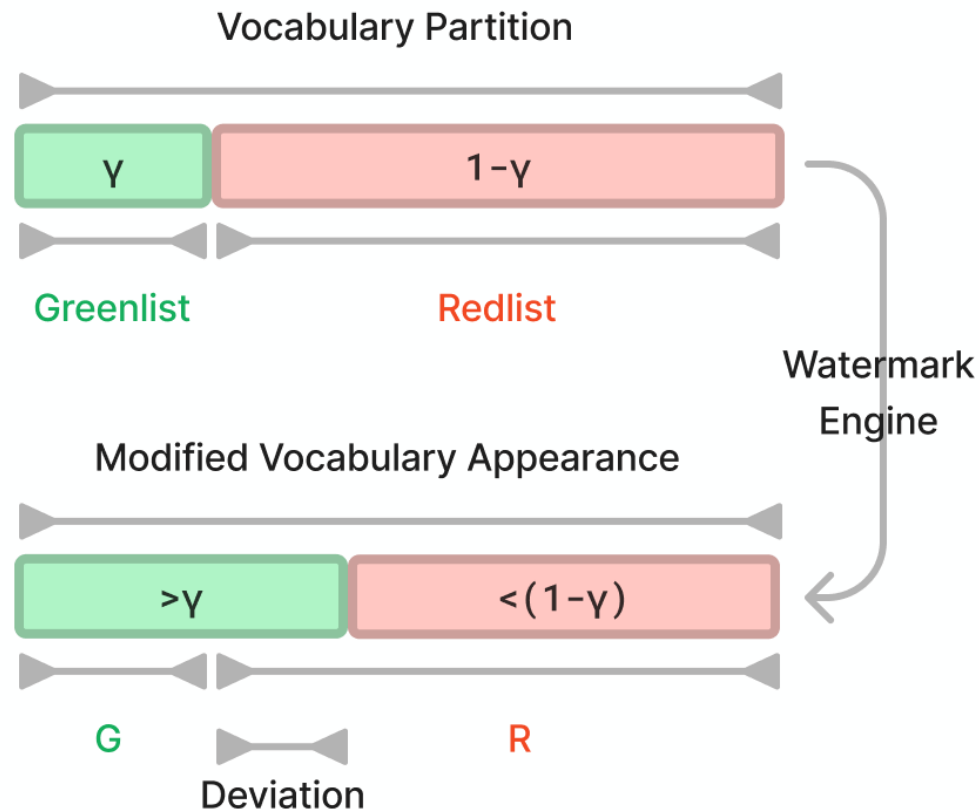 Vocabulary Partition
γ
1-γ
Greenlist
Redlist
Watermark
Engine
Modified Vocabulary Appearance
>γ
<(1-γ)
G
R
Deviation